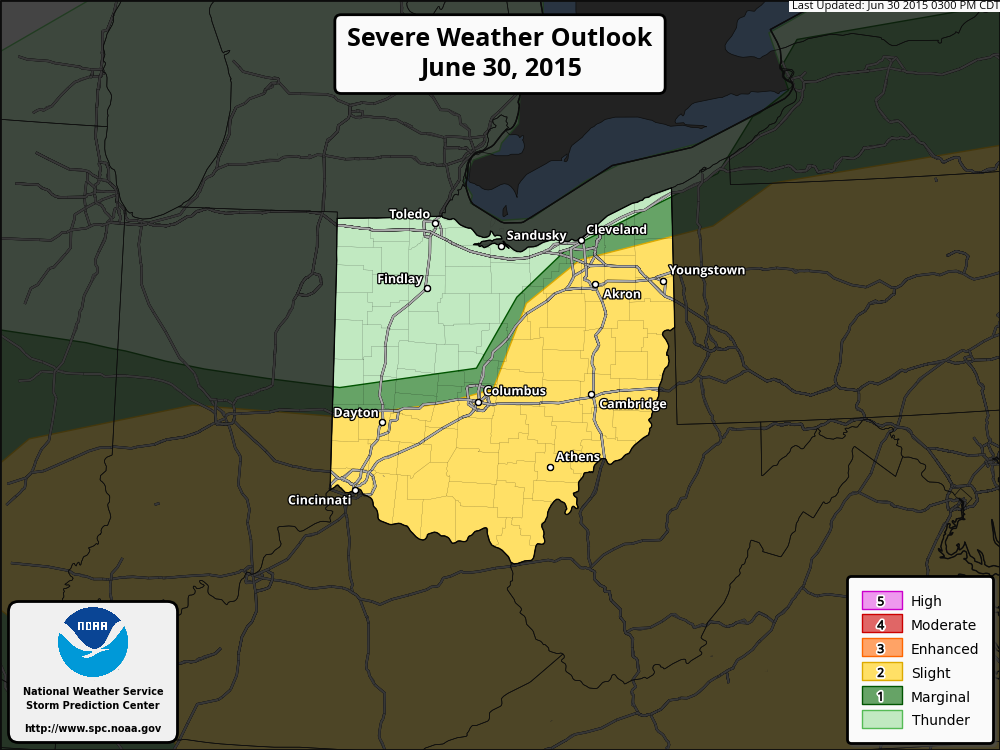 Last Updated: Jun 30 2015 0300 PM CDT
Severe Weather Outlook
June 30, 2015
Toledo
Sandusky
Cleveland
Findlay
Youngstown
Akron
Columbus
Cambridge
Dayton
Athens
Cincinnati
5 High
4 Moderate
3 Enhanced
2 Slight
1 Marginal
Thunder
NOAA
National Weather Service
Storm Prediction Center
http://www.spc.noaa.gov